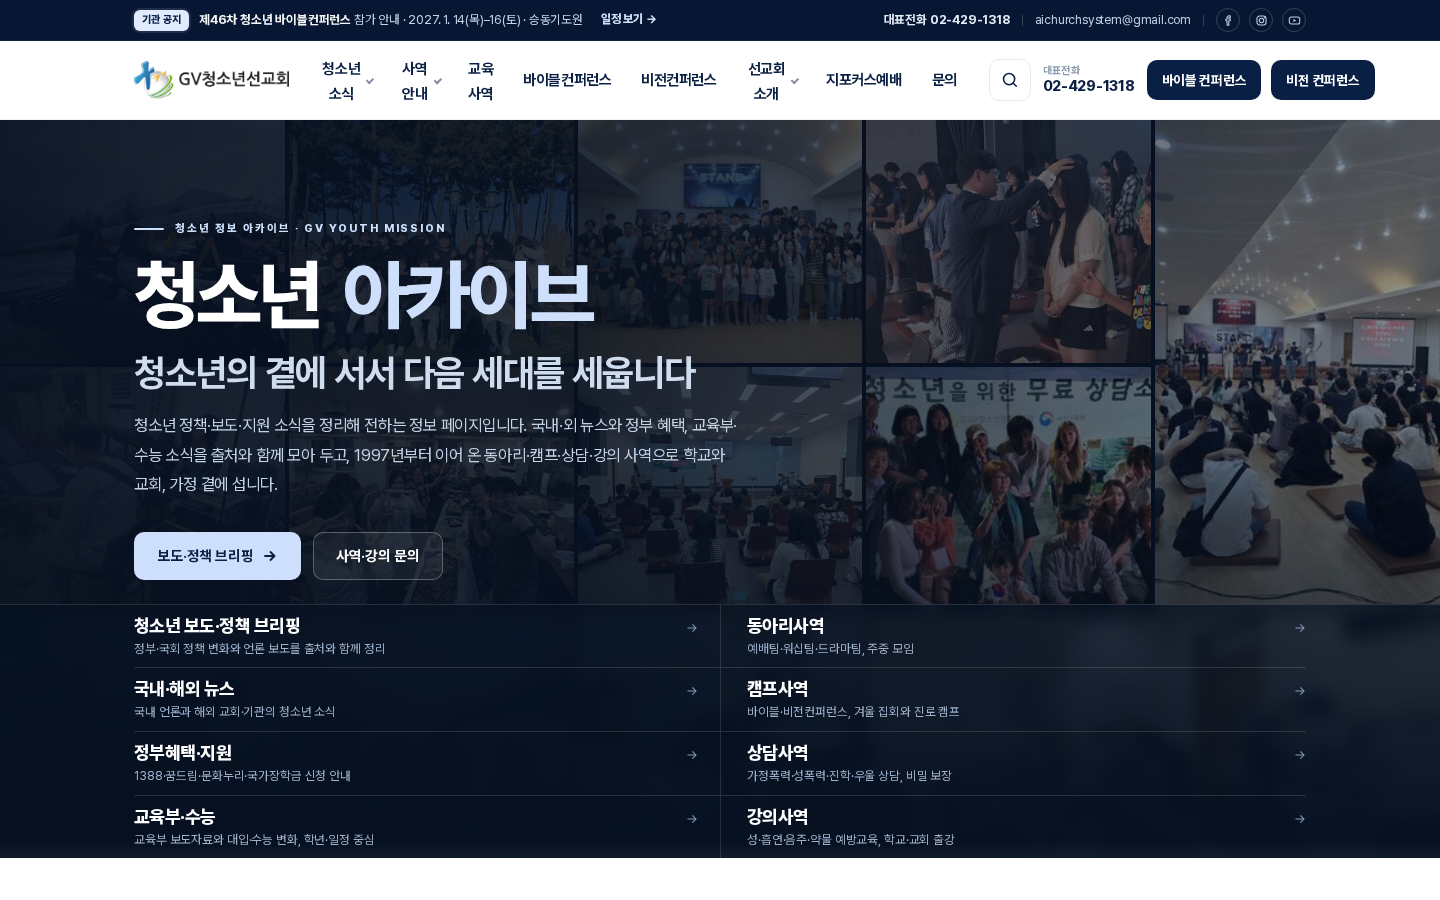 기관 공지 제46차 청소년 바이블컨퍼런스 참가 안내 · 2027. 1. 14(목)–16(토) · 승동기도원 일정보기 →
대표전화 02-429-1318 aichurchsystem@gmail.com
GV청소년선교회
청소년 소식
사역 안내
교육 사역
바이블컨퍼런스
비전컨퍼런스
선교회 소개
지포커스예배
문의
대표전화
02-429-1318
바이블 컨퍼런스
비전 컨퍼런스
청소년 정보 아카이브 · GV YOUTH MISSION
청소년 아카이브
청소년의 곁에 서서 다음 세대를 세웁니다
청소년 정책·보도·지원 소식을 정리해 전하는 정보 페이지입니다. 국내·외 뉴스와 정부 혜택, 교육부·
수능 소식을 출처와 함께 모아 두고, 1997년부터 이어 온 동아리·캠프·상담·강의 사역으로 학교와
교회, 가정 곁에 섭니다.
보도·정책 브리핑 →
사역·강의 문의
STAND
STAND
청소년을 위한 무료 상담소
청소년 보도·정책 브리핑 →
정부·국회 정책 변화와 언론 보도를 출처와 함께 정리
국내·해외 뉴스 →
국내 언론과 해외 교회·기관의 청소년 소식
정부혜택·지원 →
1388·꿈드림·문화누리·국가장학금 신청 안내
교육부·수능 →
교육부 보도자료와 대입·수능 변화, 학년·일정 중심
동아리사역 →
예배팀·워십팀·드라마팀, 주중 모임
캠프사역 →
바이블·비전컨퍼런스, 겨울 집회와 진로 캠프
상담사역 →
가정폭력·성폭력·진학·우울 상담, 비밀 보장
강의사역 →
성·흡연·음주·약물 예방교육, 학교·교회 출강